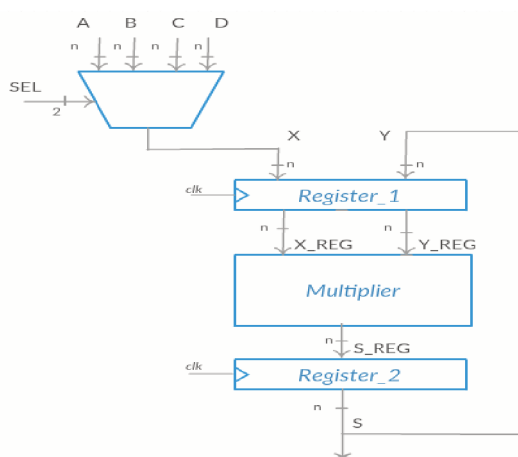 A B C D
n n n n
SEL
2
X Y
n n
clk Register_1
n n
X_REG Y_REG
Multiplier
n
S_REG
clk Register_2
n
S